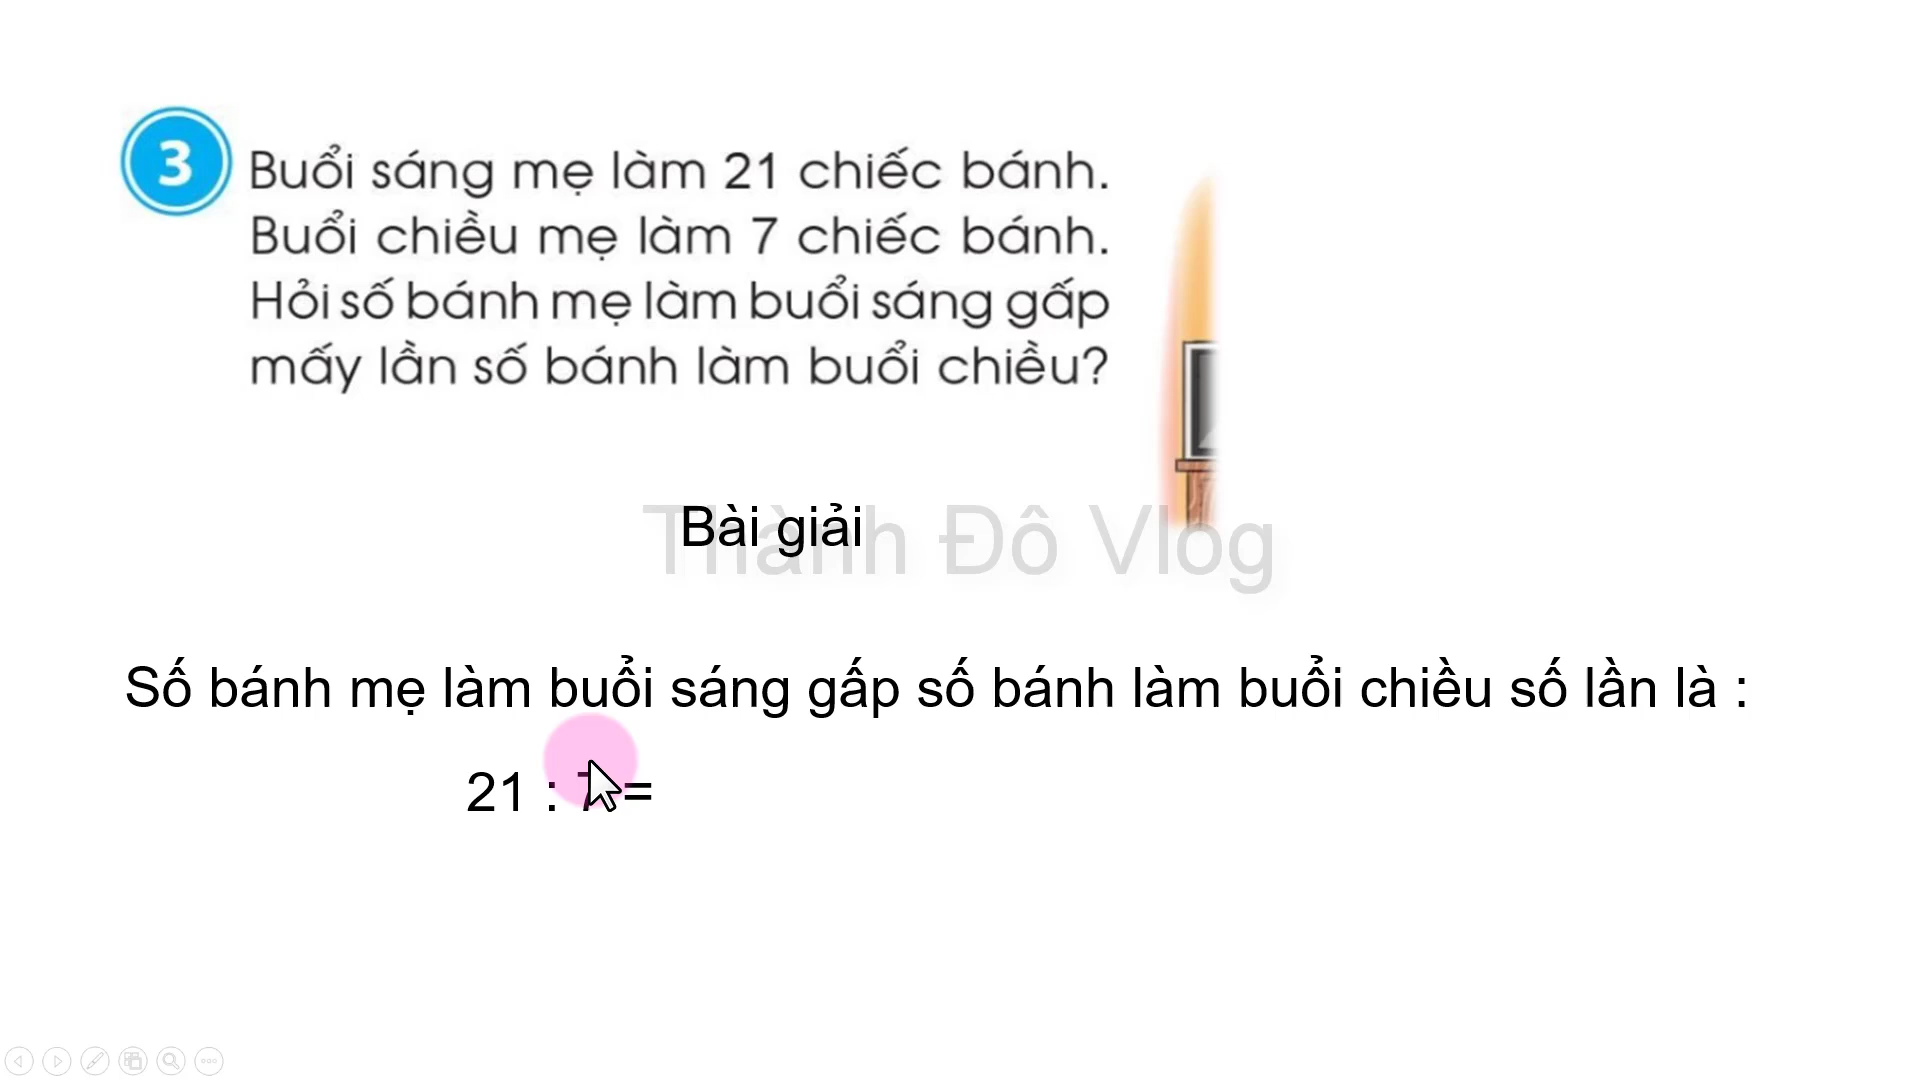 3
Buổi sáng mẹ làm 21 chiếc bánh.
Buổi chiều mẹ làm 7 chiếc bánh.
Hỏi số bánh mẹ làm buổi sáng gấp
mấy lần số bánh làm buổi chiều?
Bài giải
Thành Đô Vlog
Số bánh mẹ làm buổi sáng gấp số bánh làm buổi chiều số lần là :
21 : 7 =